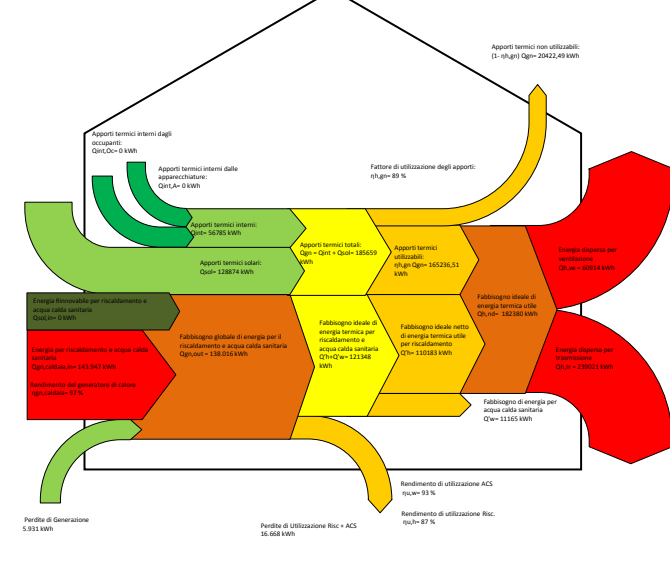 Apporti termici non utilizzabili:
(1- ηh,gn) Qgn= 20422,49 kWh
Apporti termici interni dagli
occupanti:
Qint,Oc= 0 kWh
Apporti termici interni dalle
apparecchiature:
Qint,A= 0 kWh
Fattore di utilizzazione degli apporti:
ηh,gn= 89 %
Apporti termici interni:
Qint= 56785 kWh
Apporti termici solari:
Qsol= 128874 kWh
Apporti termici totali:
Qgn = Qint + Qsol= 185659
kWh
Apporti termici
utilizzabili:
ηh,gn Qgn= 165236,51
kWh
Energia dispersa per
ventilazione
Qh,ve = 60914 kWh
Energia Rinnovabile per riscaldamento e
acqua calda sanitaria
Qsol,in= 0 kWh
Energia per riscaldamento e acqua calda
sanitaria
Qgn,caldaia,in= 143.947 kWh
Rendimento del generatore di calore
ηgn,caldaia= 97 %
Fabbisogno globale di energia per il
riscaldamento e acqua calda sanitaria
Qgn,out = 138.016 kWh
Fabbisogno ideale di
energia termica per
riscaldamento e
acqua calda sanitaria
Q'h+Q'w= 121348
kWh
Fabbisogno ideale netto
di energia termica utile
per riscaldamento
Q'h= 110183 kWh
Fabbisogno ideale di
energia termica utile
Qh,nd= 182380 kWh
Energia dispersa per
trasmissione
Qh,tr = 239021 kWh
Fabbisogno di energia per
acqua calda sanitaria
Q'w= 11165 kWh
Rendimento di utilizzazione ACS
ηu,w= 93 %
Rendimento di utilizzazione Risc.
ηu,h= 87 %
Perdite di Generazione
5.931 kWh
Perdite di Utilizzazione Risc + ACS
16.668 kWh